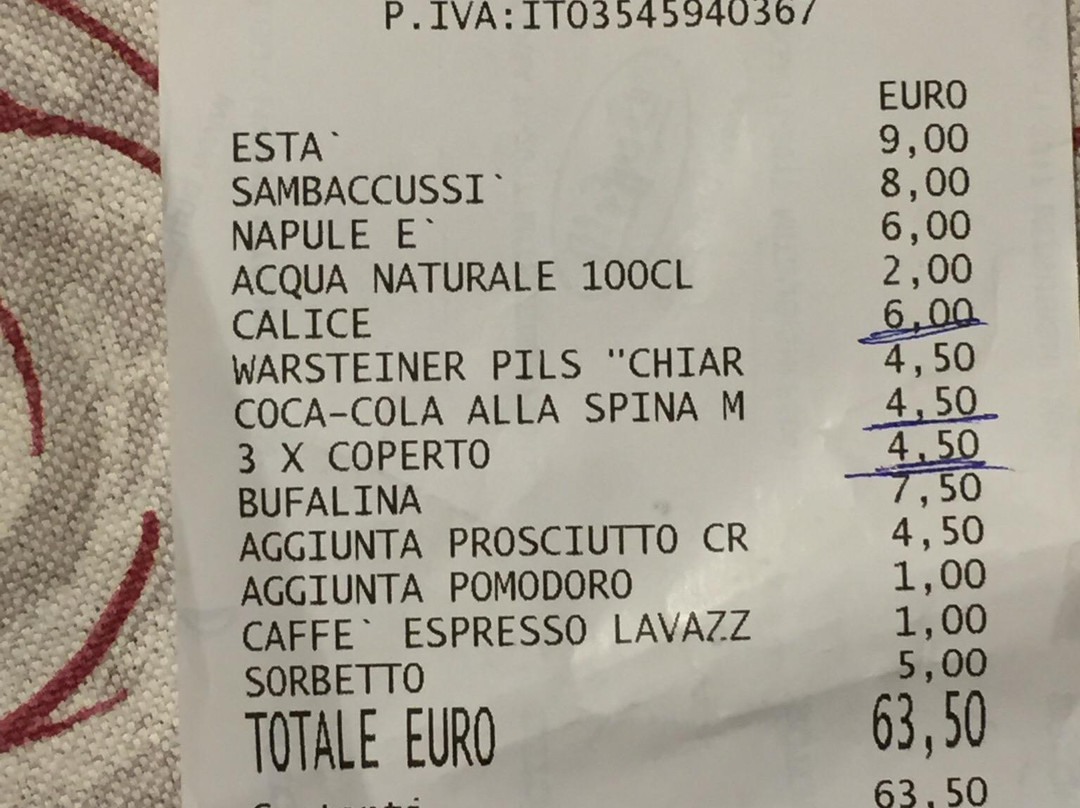 P.IVA:IT03545940367
EURO
ESTA` 9,00
SAMBACCUSSI` 8,00
NAPULE E` 6,00
ACQUA NATURALE 100CL 2,00
CALICE 6,00
WARSTEINER PILS "CHIAR 4,50
COCA-COLA ALLA SPINA M 4,50
3 X COPERTO 4,50
BUFALINA 7,50
AGGIUNTA PROSCIUTTO CR 4,50
AGGIUNTA POMODORO 1,00
CAFFE` ESPRESSO LAVAZZ 1,00
SORBETTO 5,00
TOTALE EURO 63,50
63,50